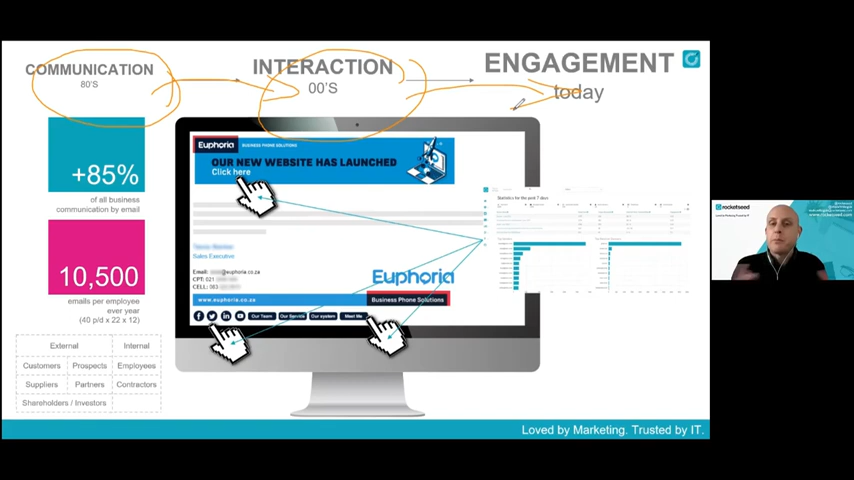 COMMUNICATION
80'S
INTERACTION
00'S
ENGAGEMENT
today
+85%
of all business
communication by email
10,500
emails per employee
ever year
(40 p/d x 22 x 12)
External
Internal
Customers
Prospects
Employees
Suppliers
Partners
Contractors
Shareholders / Investors
Euphoria
BUSINESS PHONE SOLUTIONS
OUR NEW WEBSITE HAS LAUNCHED
Click here
Sales Executive
Email:
@euphoria.co.za
CPT: 021
CELL: 083
Euphoria
www.euphoria.co.za
Business Phone Solutions
Our Team
Our Service
Our system
Meet Me
Statistics for the past 7 days
rocketseed
Loved by Marketing. Trusted by IT.